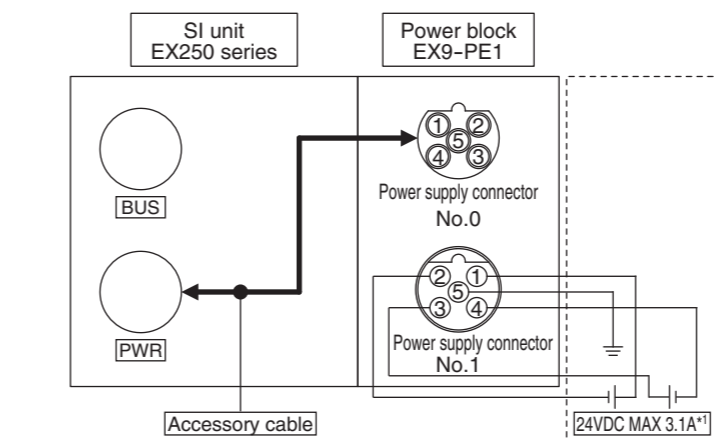 SI unit
EX250 series
Power block
EX9-PE1
BUS
PWR
Accessory cable
1 2
5
4 3
Power supply connector
No.0
2 1
5
3 4
Power supply connector
No.1
24VDC MAX 3.1A*1